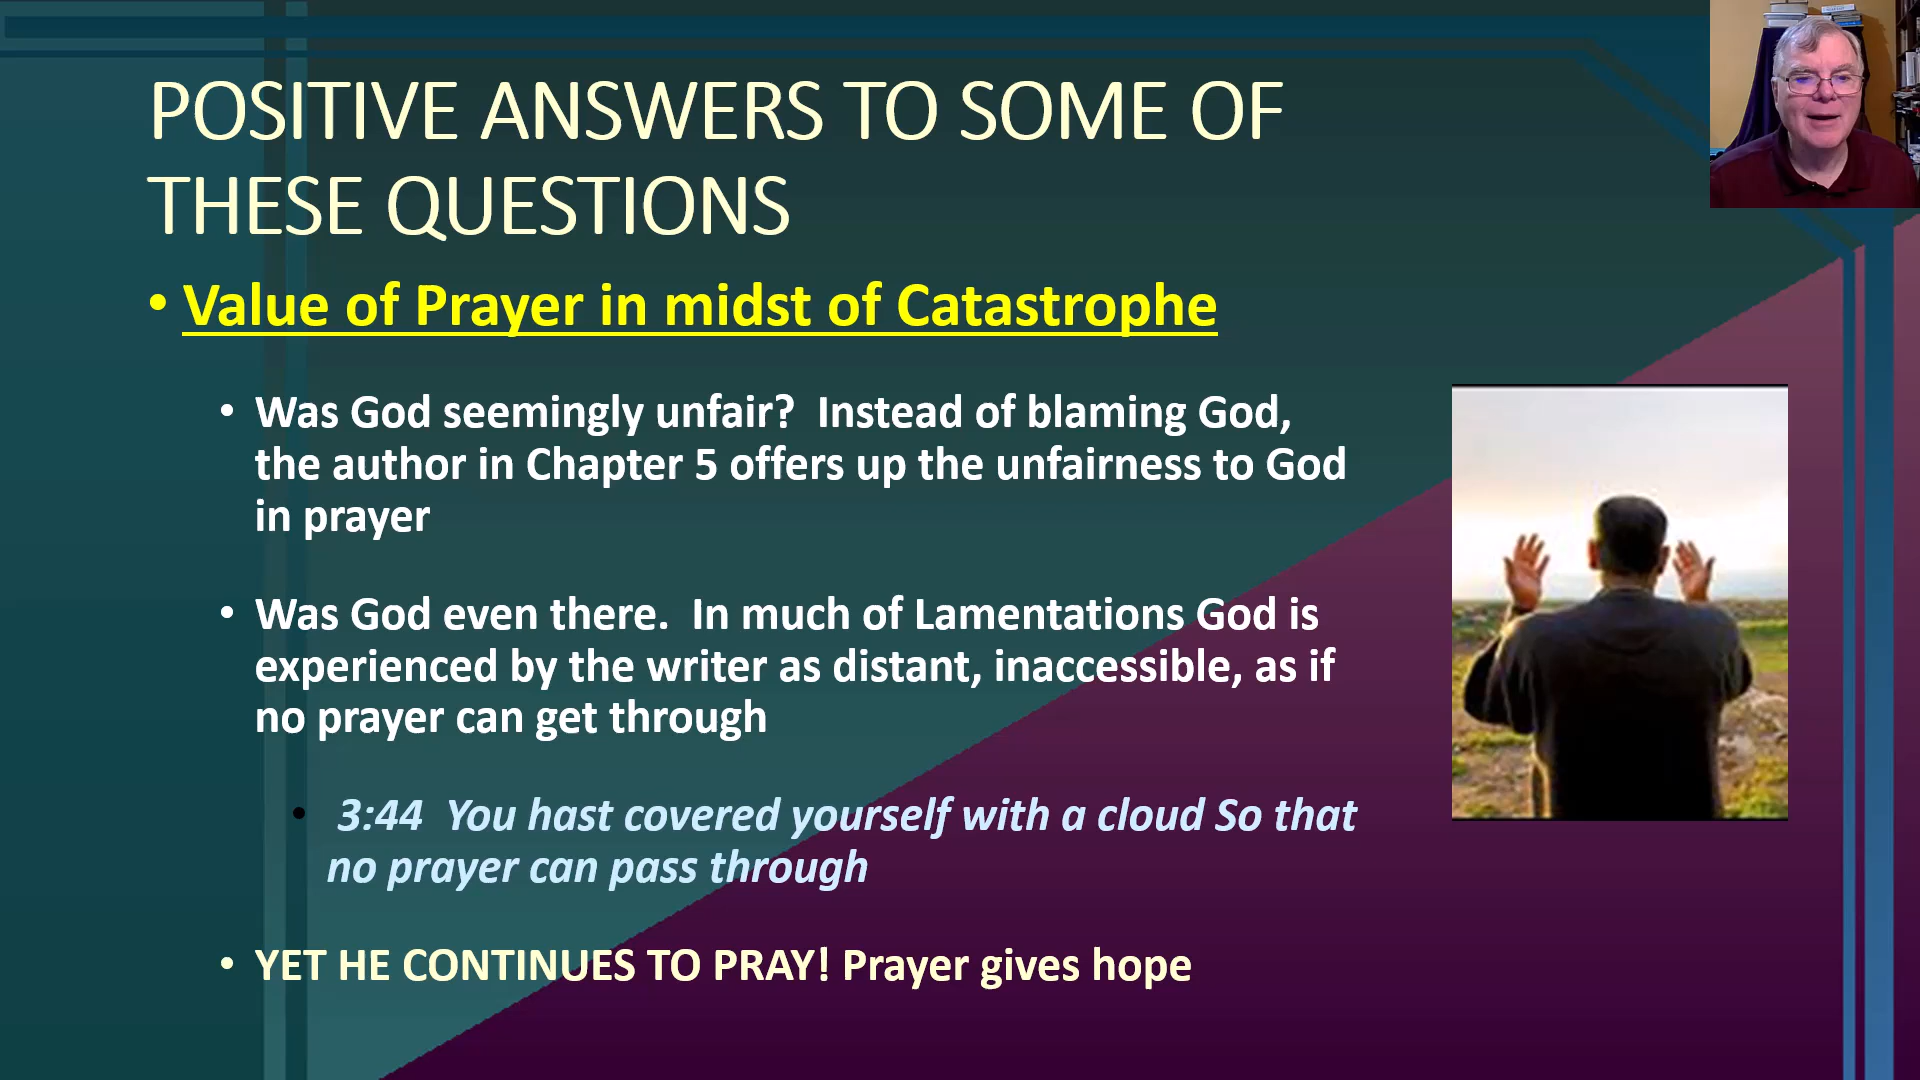 POSITIVE ANSWERS TO SOME OF
THESE QUESTIONS
• Value of Prayer in midst of Catastrophe
• Was God seemingly unfair?  Instead of blaming God,
the author in Chapter 5 offers up the unfairness to God
in prayer
• Was God even there.  In much of Lamentations God is
experienced by the writer as distant, inaccessible, as if
no prayer can get through
• 3:44  You hast covered yourself with a cloud So that
no prayer can pass through
• YET HE CONTINUES TO PRAY! Prayer gives hope